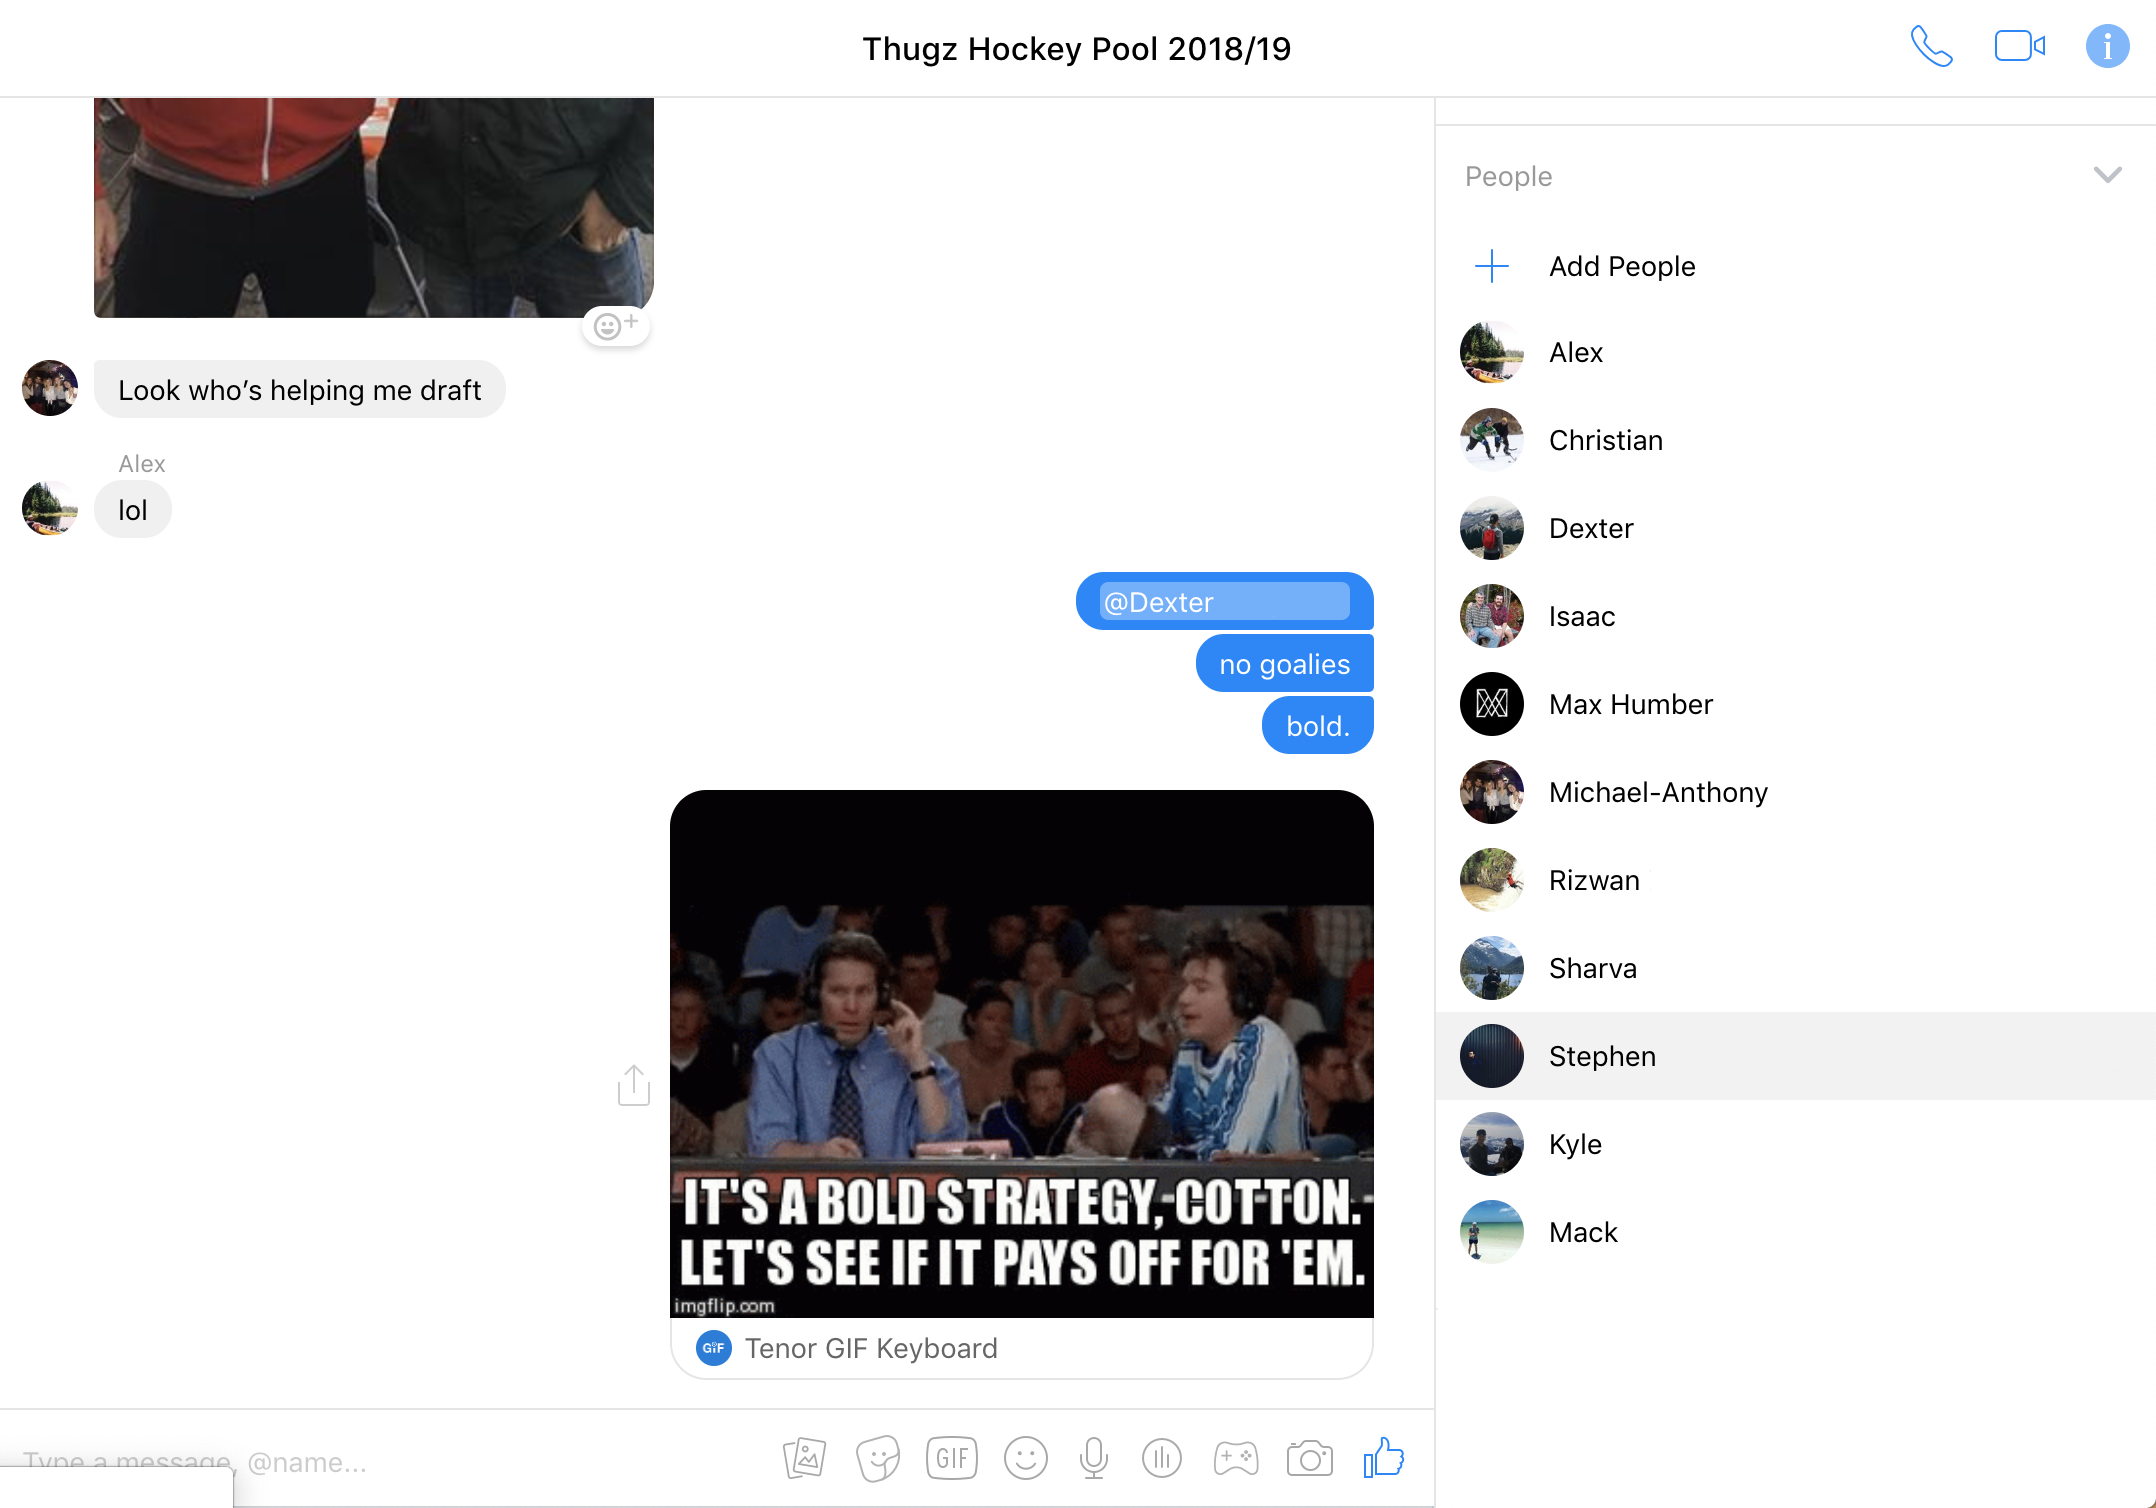 Thugz Hockey Pool 2018/19
Look who’s helping me draft
Alex
lol
@Dexter
no goalies
bold.
IT'S A BOLD STRATEGY, COTTON.
LET'S SEE IF IT PAYS OFF FOR 'EM.
imgflip.com
GIF
Tenor GIF Keyboard
Type a message, @name...
GIF
People
Add People
Alex
Christian
Dexter
Isaac
Max Humber
Michael-Anthony
Rizwan
Sharva
Stephen
Kyle
Mack